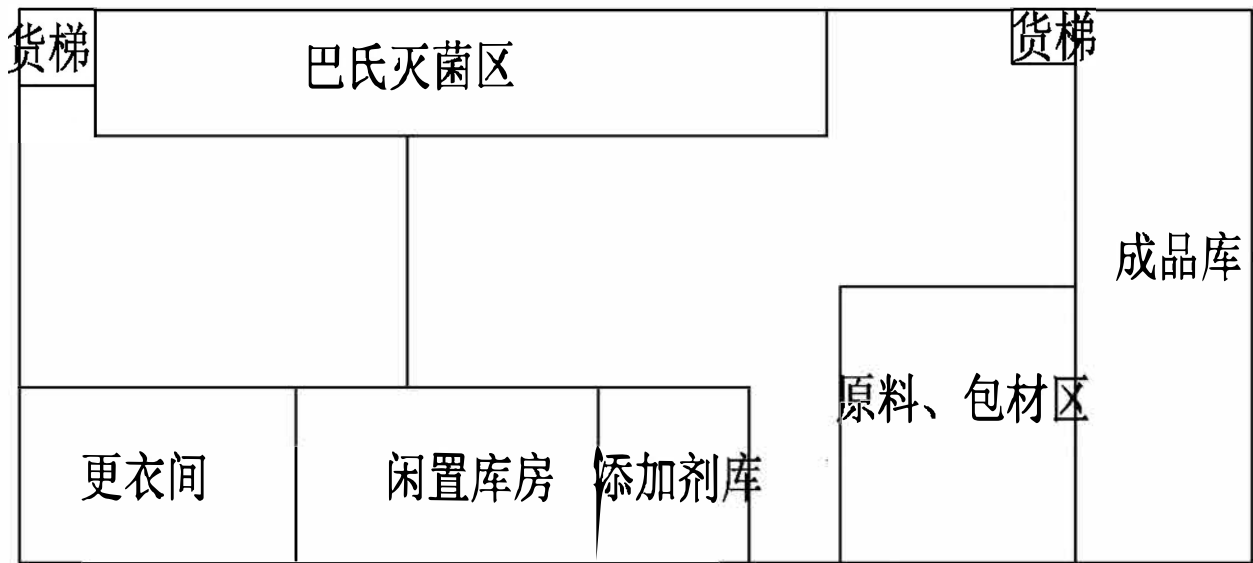 货梯
巴氏灭菌区
货梯
成品库
原料、包材区
更衣间
闲置库房
添加剂库